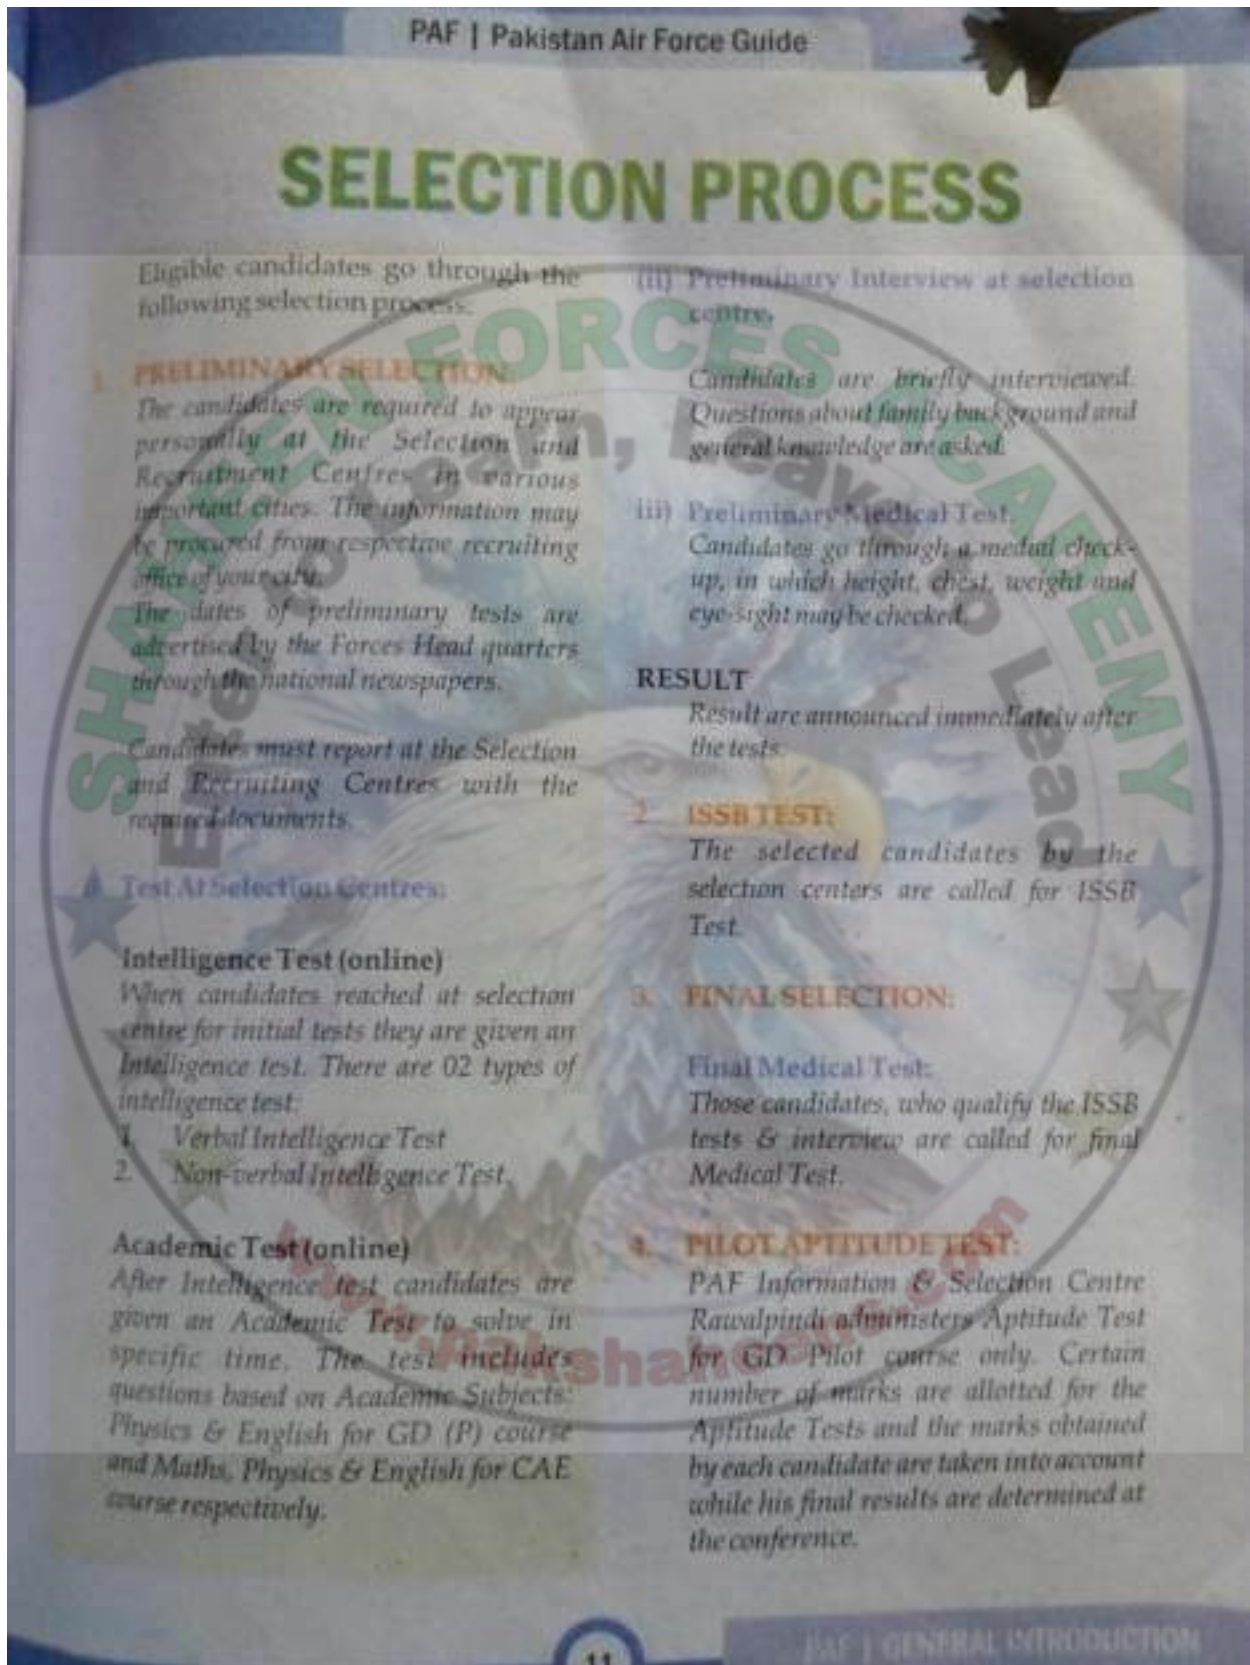 PAF | Pakistan Air Force Guide
SELECTION PROCESS
Eligible candidates go through the
following selection process.
1. PRELIMINARY SELECTION:
The candidates are required to appear
personally at the Selection and
Recruitment Centres in various
important cities. The information may
be procured from respective recruiting
office of your city.
The dates of preliminary tests are
advertised by the Forces Head quarters
through the national newspapers.
Candidates must report at the Selection
and Recruiting Centres with the
required documents.
Test At Selection Centres:
Intelligence Test (online)
When candidates reached at selection
centre for initial tests they are given an
Intelligence test. There are 02 types of
intelligence test:
1. Verbal Intelligence Test
2. Non-verbal Intelligence Test.
Academic Test (online)
After Intelligence test candidates are
given an Academic Test to solve in
specific time. The test includes
questions based on Academic Subjects:
Physics & English for GD (P) course
and Maths, Physics & English for CAE
course respectively.
(ii) Preliminary Interview at selection
centre.
Candidates are briefly interviewed.
Questions about family background and
general knowledge are asked.
iii) Preliminary Medical Test.
Candidates go through a medial check-
up, in which height, chest, weight and
eye-sight may be checked.
RESULT
Result are announced immediately after
the tests.
2. ISSB TEST:
The selected candidates by the
selection centers are called for ISSB
Test.
3. FINAL SELECTION:
Final Medical Test:
Those candidates, who qualify the ISSB
tests & interview are called for final
Medical Test.
4. PILOT APTITUDE TEST:
PAF Information & Selection Centre
Rawalpindi administers Aptitude Test
for GD Pilot course only. Certain
number of marks are allotted for the
Aptitude Tests and the marks obtained
by each candidate are taken into account
while his final results are determined at
the conference.
11
PAF | GENERAL INTRODUCTION
SHAHEEN FORCES ACADEMY
Enter to Learn, Leave to Lead